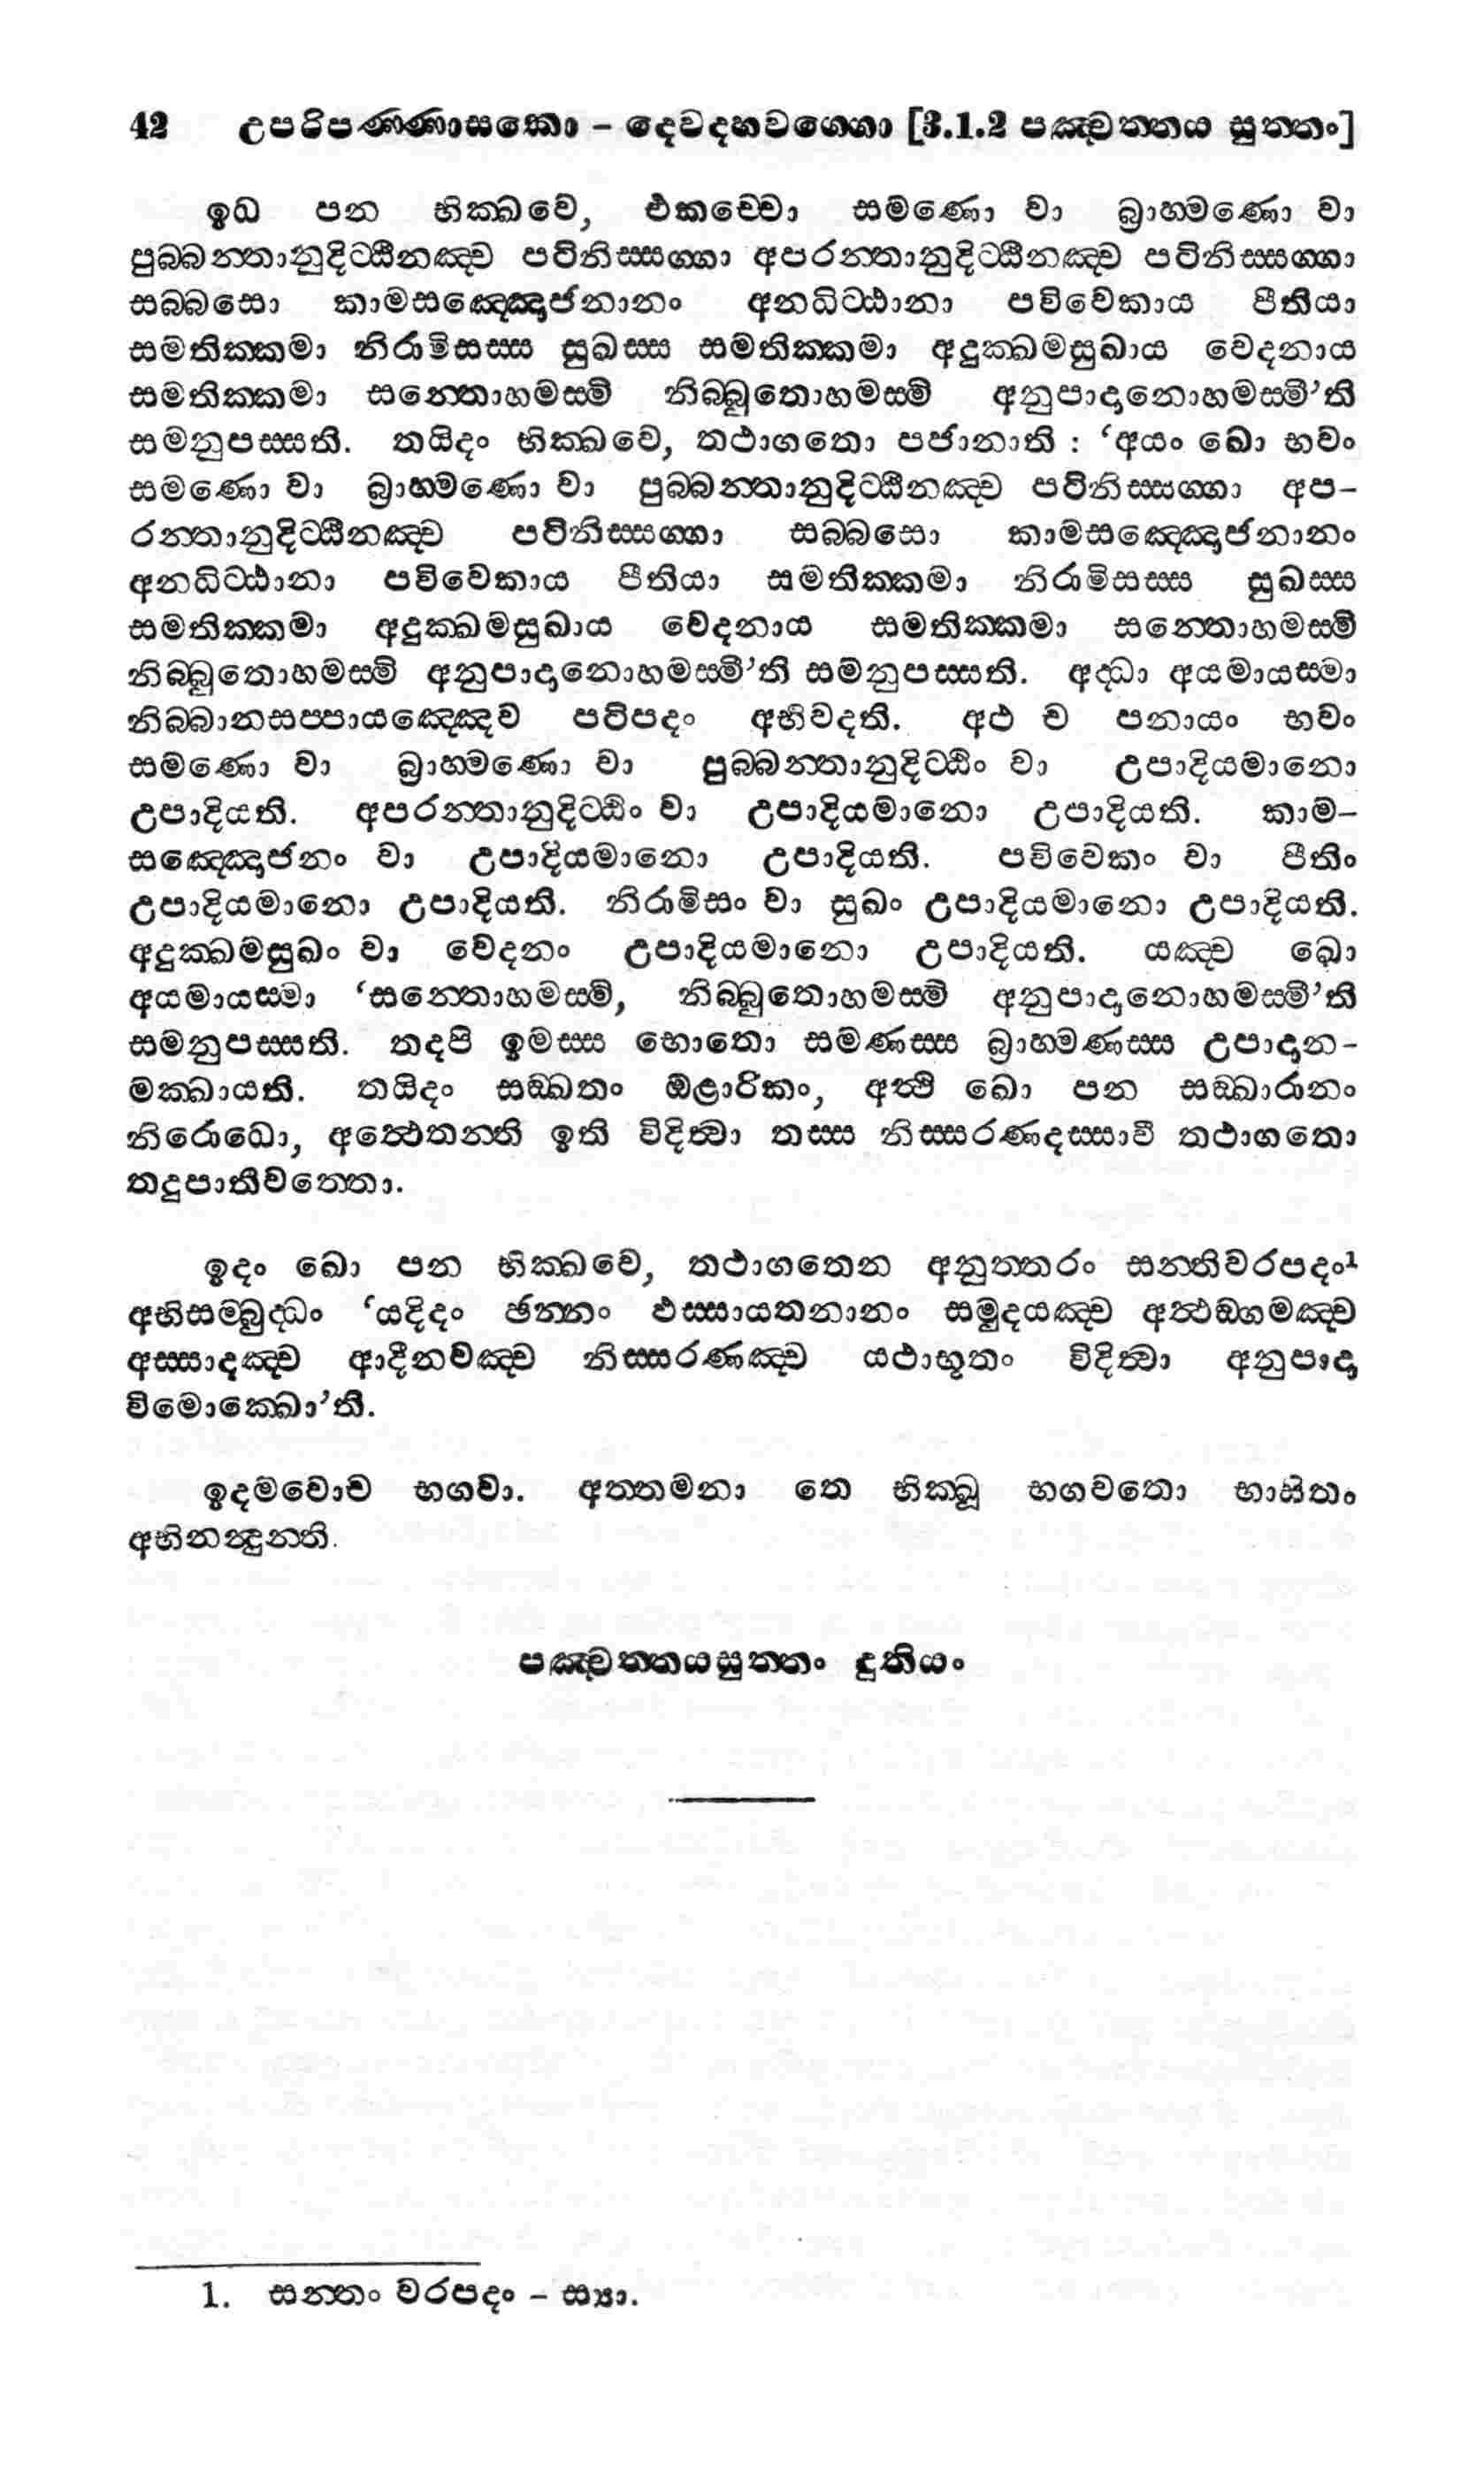 42 උපරිපණ්ණාසකො – දෙවදහවග්ගො [3.1.2 පඤ්චත්තය සුත්තං]
ඉධ පන භික්ඛවෙ, එකච්චො සමණො වා බ්‍රාහමණො වා
පුබ්බන්තානුදිට්ඨීනඤ්ච පටිනිස්සග්ගා අපරන්තානුදිට්ඨීනඤ්ච පටිනිස්සග්ගා
සබ්බසො කාමසඤ්ඤොජනානං අනධිට්ඨානා පවිවෙකාය පීතියා
සමතික්කමා නිරාමිසස්ස සුඛස්ස සමතික්කමා අදුක්ඛමසුඛාය වෙදනාය
සමතික්කමා සන්තොහමස්මි නිබ්බුතොහමස්මි අනුපාදානොහමස්මී’ති
සමනුපස්සති. තයිදං භික්ඛවෙ, තථාගතො පජානාති : ‘අයං ඛො භවං
සමණො වා බ්‍රාහමණො වා පුබ්බන්තානුදිට්ඨීනඤ්ච පටිනිස්සග්ගා අප-
රන්තානුදිට්ඨීනඤ්ච පටිනිස්සග්ගා සබ්බසො කාමසඤ්ඤොජනානං
අනධිට්ඨානා පවිවෙකාය පීතියා සමතික්කමා නිරාමිසස්ස සුඛස්ස
සමතික්කමා අදුක්ඛමසුඛාය වෙදනාය සමතික්කමා සන්තොහමස්මි
නිබ්බුතොහමස්මි අනුපාදානොහමස්මී’ති සමනුපස්සති. අද්ධා අයමායස්මා
නිබ්බානසප්පායඤ්ඤෙව පටිපදං අභිවදති. අථ ච පනායං භවං
සමණො වා බ්‍රාහමණො වා පුබ්බන්තානුදිට්ඨිං වා උපාදියමානො
උපාදියති. අපරන්තානුදිට්ඨිං වා උපාදියමානො උපාදියති. කාම-
සඤ්ඤොජනං වා උපාදියමානො උපාදියති. පවිවෙකං වා පීතිං
උපාදියමානො උපාදියති. නිරාමිසං වා සුඛං උපාදියමානො උපාදියති.
අදුක්ඛමසුඛං වා වෙදනං උපාදියමානො උපාදියති. යඤ්ච ඛො
අයමායස්මා ‘සන්තොහමස්මි, නිබ්බුතොහමස්මි අනුපාදානොහමස්මි’ති
සමනුපස්සති. තදපි ඉමස්ස භොතො සමණස්ස බ්‍රාහමණස්ස උපාදාන-
මක්ඛායති. තයිදං සඞ්ඛතං ඔළාරිකං, අත්ථි ඛො පන සඞ්ඛාරානං
නිරොධො, අත්ථෙතන්ති ඉති විදිත්වා තස්ස නිස්සරණදස්සාවී තථාගතො
තදුපාතිවත්තො.
ඉදං ඛො පන භික්ඛවෙ, තථාගතෙන අනුත්තරං සන්තිවරපදං¹
අභිසම්බුද්ධං ‘යදිදං ඡන්නං ඵස්සායතනානං සමුදයඤ්ච අත්ථඞ්ගමඤ්ච
අස්සාදඤ්ච ආදීනවඤ්ච නිස්සරණඤ්ච යථාභූතං විදිත්වා අනුපාදා
විමොක්ඛො’ති.
ඉදමවොච භගවා. අත්තමනා තෙ භික්ඛූ භගවතො භාසිතං
අභිනන්දුන්ති.
පඤ්චත්තයසුත්තං දුතියං
1. සන්තං වරපදං – ස්‍යා.